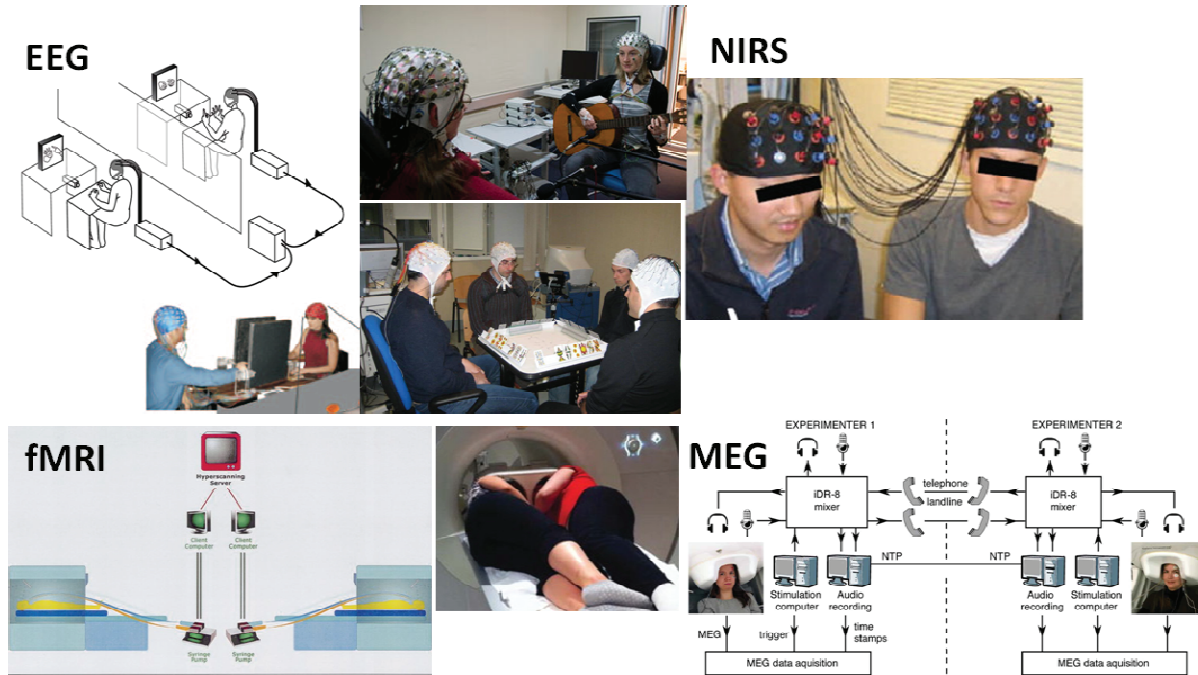 EEG
NIRS
fMRI
Hyperscanning
Server
Client
Computer
Client
Computer
Syringe
Pump
Syringe
Pump
MEG
EXPERIMENTER 1
EXPERIMENTER 2
iDR-8
mixer
telephone
landline
iDR-8
mixer
NTP
NTP
Stimulation
computer
Audio
recording
Audio
recording
Stimulation
computer
MEG
trigger
time
stamps
MEG data aquisition
MEG data aquisition